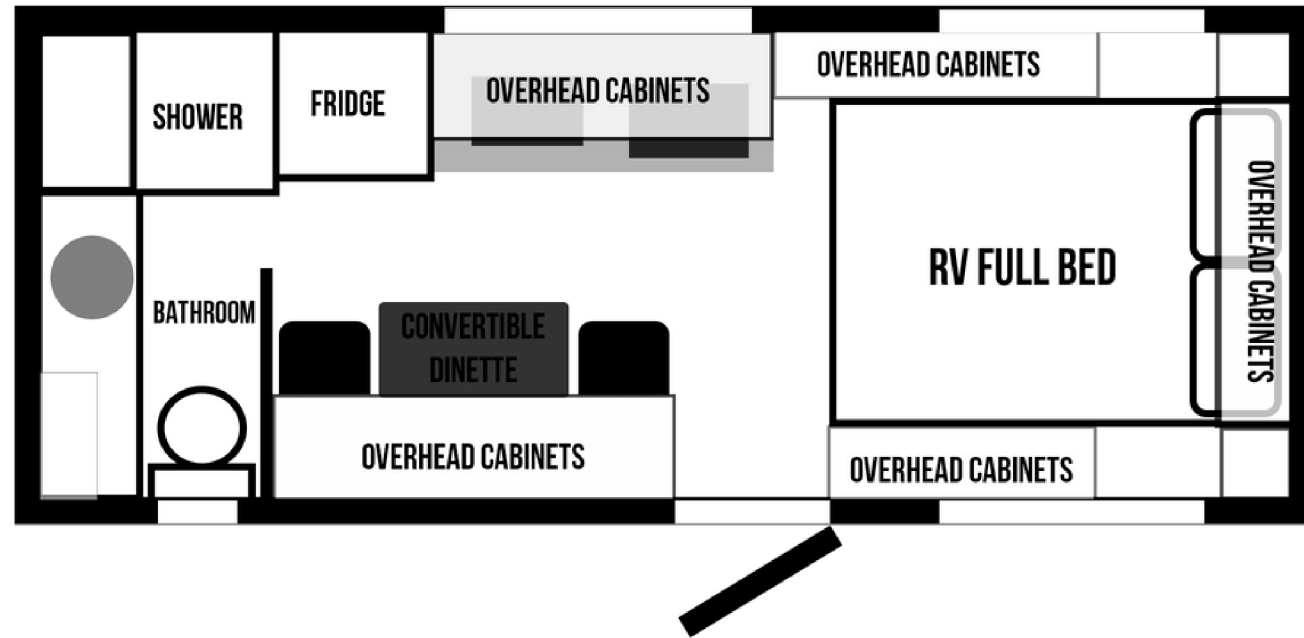 OVERHEAD CABINETS
OVERHEAD CABINETS
SHOWER
FRIDGE
OVERHEAD CABINETS
RV FULL BED
BATHROOM
CONVERTIBLE
DINETTE
OVERHEAD CABINETS
OVERHEAD CABINETS